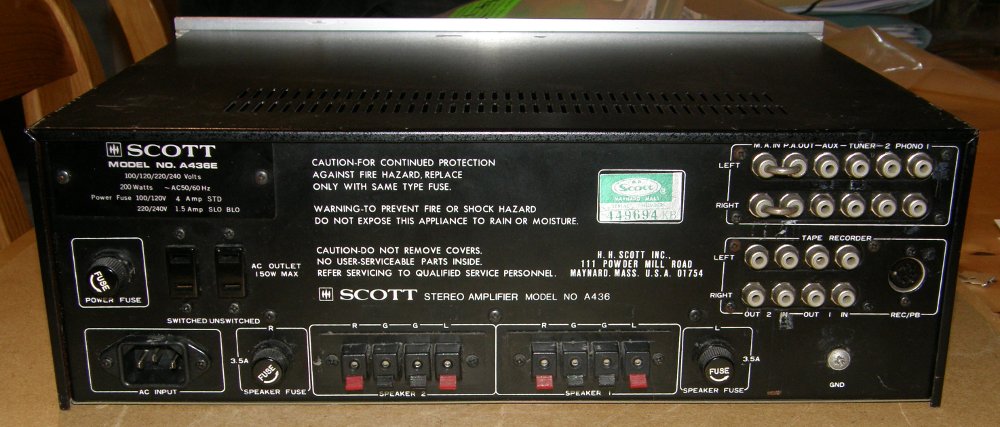 SCOTT
MODEL NO. A436E
100/120/220/240 Volts
200 Watts ~AC50/60 Hz
Power Fuse 100/120V 4 Amp STD
220/240V 1.5 Amp SLO BLO
CAUTION-FOR CONTINUED PROTECTION
AGAINST FIRE HAZARD, REPLACE
ONLY WITH SAME TYPE FUSE.
WARNING-TO PREVENT FIRE OR SHOCK HAZARD
DO NOT EXPOSE THIS APPLIANCE TO RAIN OR MOISTURE.
CAUTION-DO NOT REMOVE COVERS.
NO USER-SERVICEABLE PARTS INSIDE.
REFER SERVICING TO QUALIFIED SERVICE PERSONNEL.
Scott
MAYNARD MASS
449694
H. H. SCOTT INC.,
111 POWDER MILL ROAD
MAYNARD. MASS. U.S.A. 01754
SCOTT STEREO AMPLIFIER MODEL NO A436
M. A. IN P. A. OUT AUX TUNER 2 PHONO 1
LEFT
RIGHT
TAPE RECORDER
LEFT
RIGHT
OUT 2 IN OUT 1 IN REC/PB
GND
FUSE
POWER FUSE
AC OUTLET
150W MAX
SWITCHED UNSWITCHED
AC INPUT
R
3.5A
FUSE
SPEAKER FUSE
R G G L
SPEAKER 2
R G G L
SPEAKER 1
L
3.5A
FUSE
SPEAKER FUSE